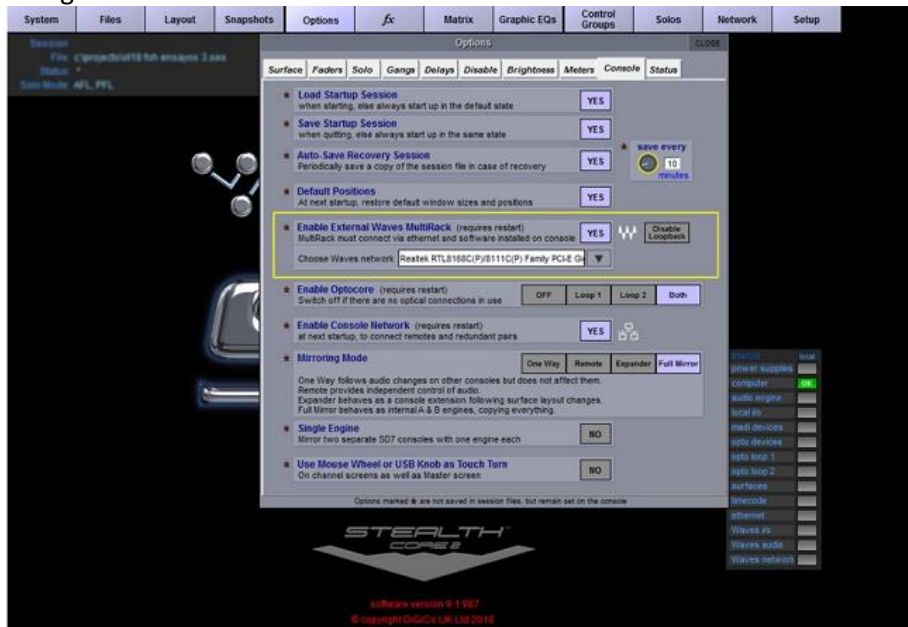 System Files Layout Snapshots Options fx Matrix Graphic EQs Control Groups Solos Network Setup
Session
File c:\projects\otf18 foh ensayos 3.ses
Status *
Solo Mode AFL, PFL
Options
CLOSE
Surface Faders Solo Gangs Delays Disable Brightness Meters Console Status
* Load Startup Session
when starting, else always start up in the default state
YES
* Save Startup Session
when quitting, else always start up in the same state
YES
* Auto-Save Recovery Session
Periodically save a copy of the session file in case of recovery
YES
* save every
10
minutes
* Default Positions
At next startup, restore default window sizes and positions
YES
* Enable External Waves MultiRack (requires restart)
MultiRack must connect via ethernet and software installed on console
YES
Disable Loopback
Choose Waves network Realtek RTL8168C(P)/8111C(P) Family PCI-E Gi
* Enable Optocore (requires restart)
Switch off if there are no optical connections in use
OFF Loop 1 Loop 2 Both
* Enable Console Network (requires restart)
at next startup, to connect remotes and redundant pairs
YES
* Mirroring Mode
One Way Remote Expander Full Mirror
One Way follows audio changes on other consoles but does not affect them.
Remote provides independent control of audio.
Expander behaves as a console extension following surface layout changes.
Full Mirror behaves as internal A & B engines, copying everything.
* Single Engine
Mirror two separate SD7 consoles with one engine each
NO
* Use Mouse Wheel or USB Knob as Touch Turn
On channel screens as well as Master screen
NO
Options marked * are not saved in session files, but remain set on the console
status local
power supplies
computer OK
audio engine
local i/o
madi devices
opto devices
opto loop 1
opto loop 2
surfaces
timecode
ethernet
Waves i/o
Waves audio
Waves network
STEALTH
CORE 2
software version 9.1.967
© copyright DiGiCo UK Ltd 2018